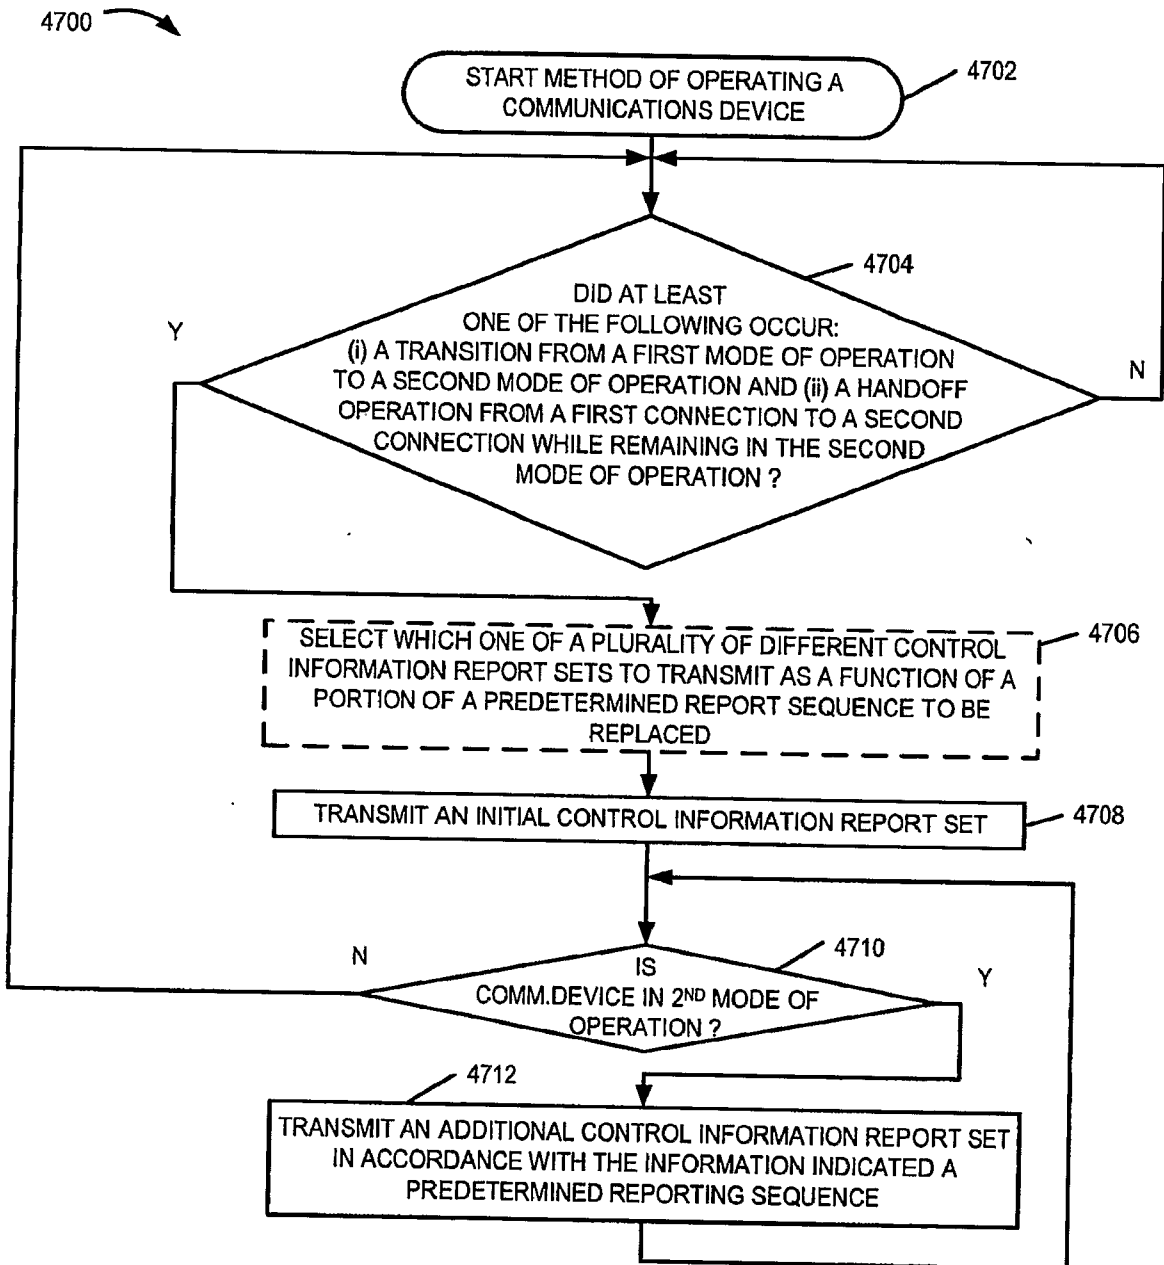 4700
START METHOD OF OPERATING A
COMMUNICATIONS DEVICE
4702
4704
DID AT LEAST
ONE OF THE FOLLOWING OCCUR:
(i) A TRANSITION FROM A FIRST MODE OF OPERATION
TO A SECOND MODE OF OPERATION AND (ii) A HANDOFF
OPERATION FROM A FIRST CONNECTION TO A SECOND
CONNECTION WHILE REMAINING IN THE SECOND
MODE OF OPERATION ?
Y
N
SELECT WHICH ONE OF A PLURALITY OF DIFFERENT CONTROL
INFORMATION REPORT SETS TO TRANSMIT AS A FUNCTION OF A
PORTION OF A PREDETERMINED REPORT SEQUENCE TO BE
REPLACED
4706
TRANSMIT AN INITIAL CONTROL INFORMATION REPORT SET
4708
4710
N
IS
COMM.DEVICE IN 2ND MODE OF
OPERATION ?
Y
4712
TRANSMIT AN ADDITIONAL CONTROL INFORMATION REPORT SET
IN ACCORDANCE WITH THE INFORMATION INDICATED A
PREDETERMINED REPORTING SEQUENCE